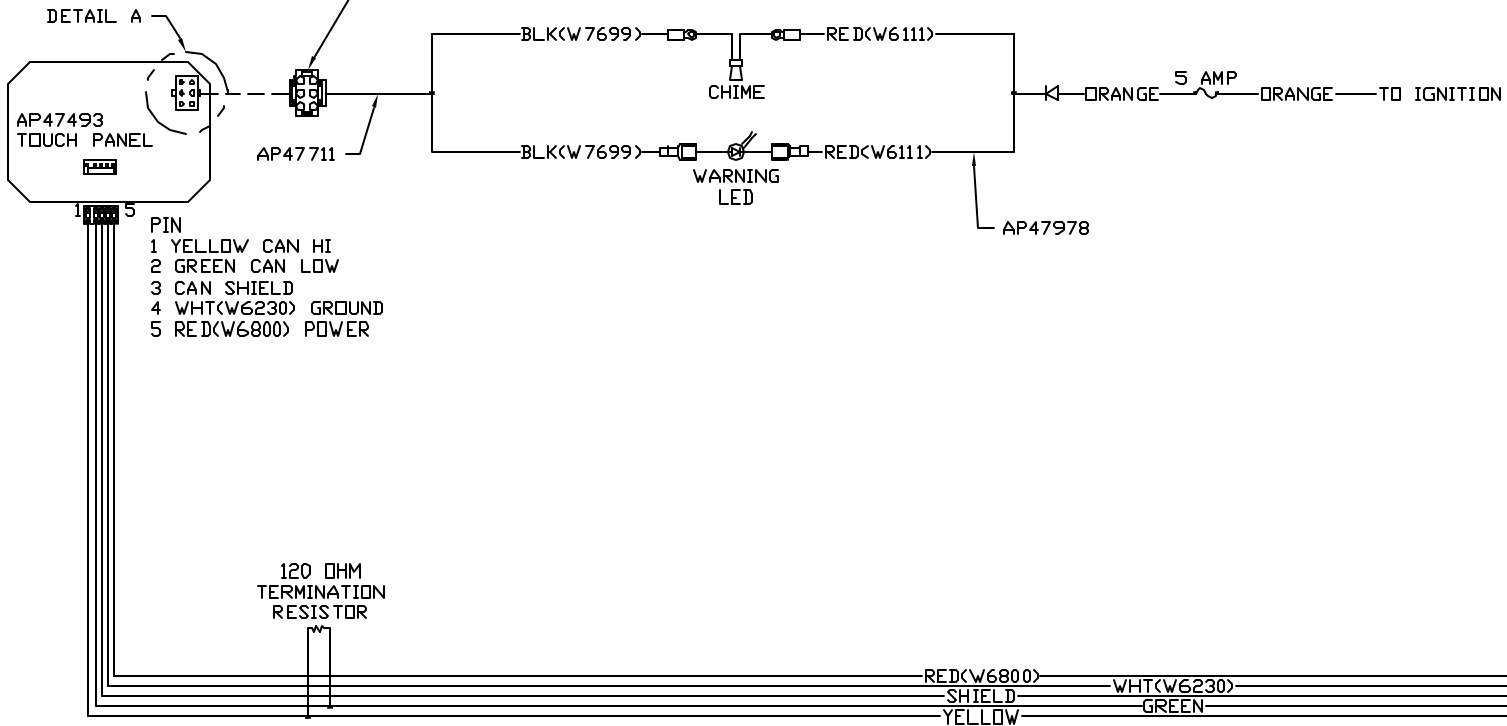 DETAIL A
BLK(W7699)
RED(W6111)
CHIME
5 AMP
ORANGE
ORANGE
TO IGNITION
AP47493
TOUCH PANEL
AP47711
BLK(W7699)
RED(W6111)
WARNING
LED
AP47978
1
5
PIN
1 YELLOW CAN HI
2 GREEN CAN LOW
3 CAN SHIELD
4 WHT(W6230) GROUND
5 RED(W6800) POWER
120 OHM
TERMINATION
RESISTOR
RED(W6800)
WHT(W6230)
SHIELD
GREEN
YELLOW